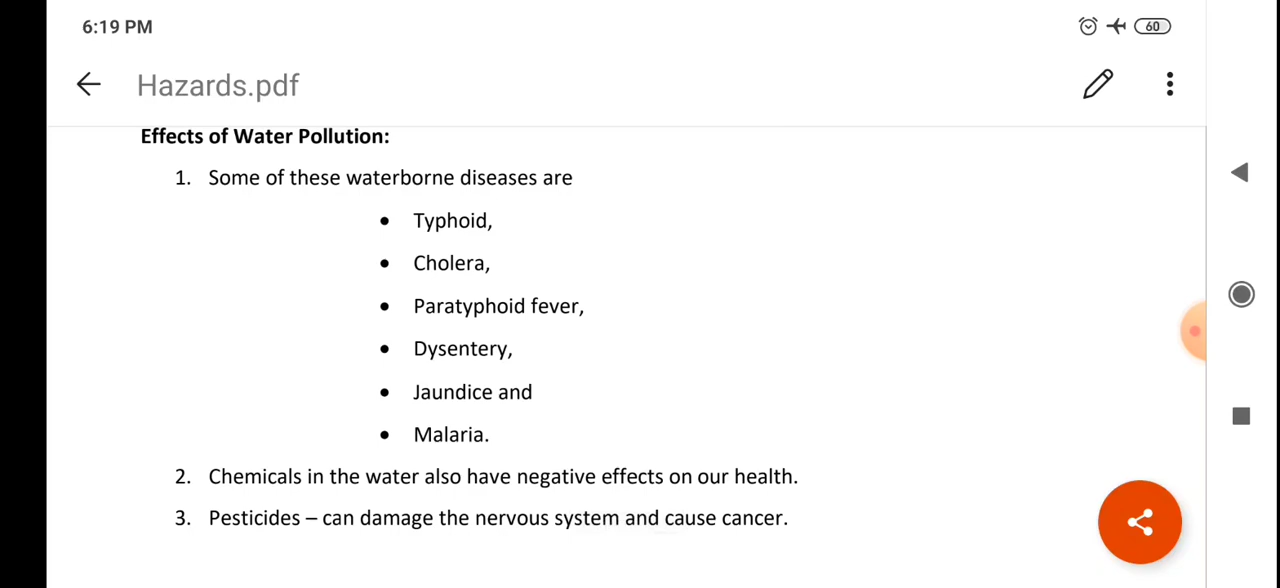 6:19 PM
60
Hazards.pdf
Effects of Water Pollution:
1. Some of these waterborne diseases are
• Typhoid,
• Cholera,
• Paratyphoid fever,
• Dysentery,
• Jaundice and
• Malaria.
2. Chemicals in the water also have negative effects on our health.
3. Pesticides – can damage the nervous system and cause cancer.